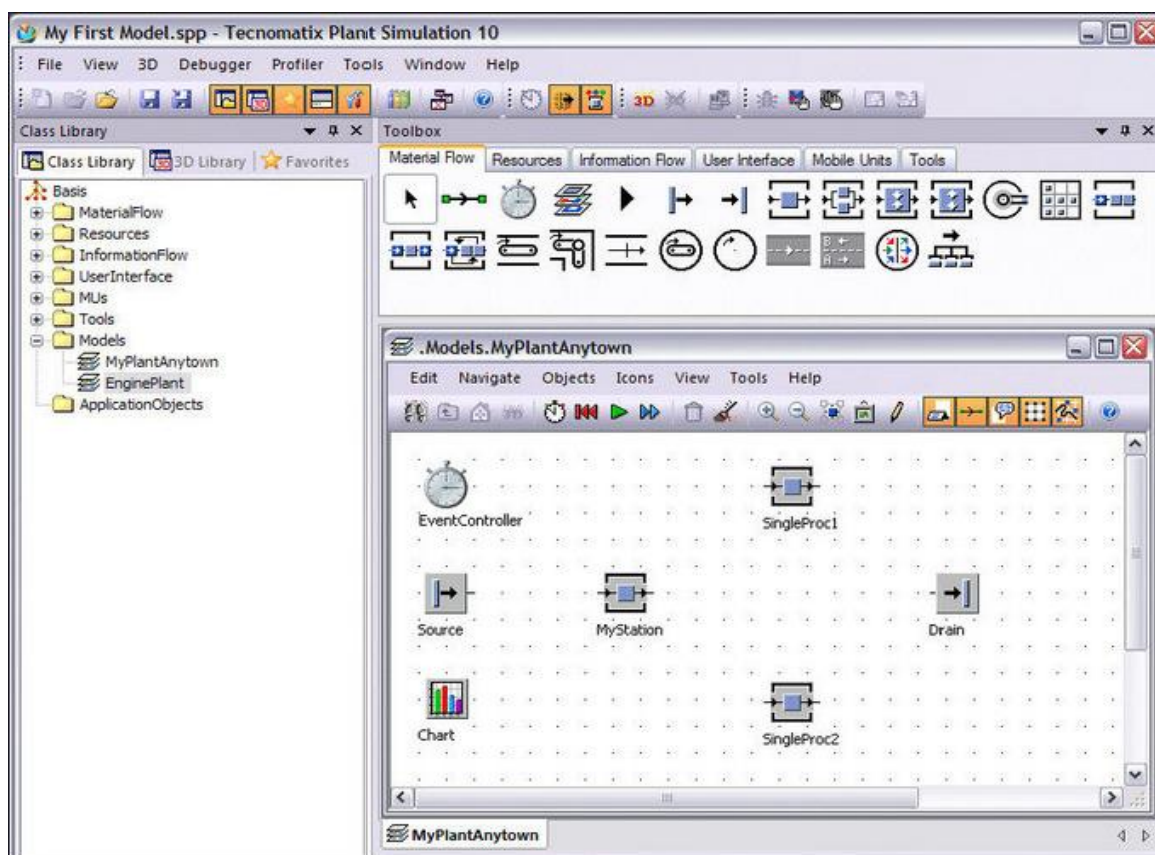 My First Model.spp - Tecnomatix Plant Simulation 10
File View 3D Debugger Profiler Tools Window Help
3D
Class Library
Toolbox
Class Library 3D Library Favorites
Material Flow Resources Information Flow User Interface Mobile Units Tools
Basis
MaterialFlow
Resources
InformationFlow
UserInterface
MUs
Tools
Models
MyPlantAnytown
EnginePlant
ApplicationObjects
.Models.MyPlantAnytown
Edit Navigate Objects Icons View Tools Help
EventController
SingleProc1
Source
MyStation
Drain
Chart
SingleProc2
MyPlantAnytown